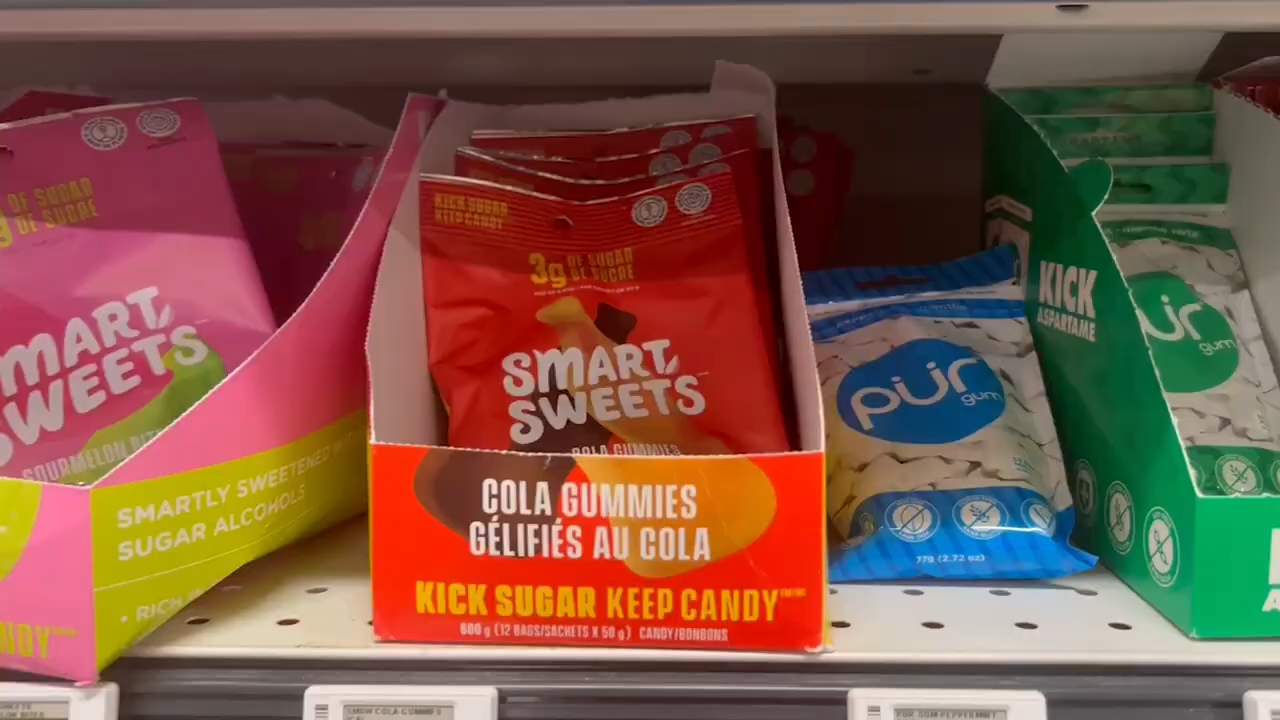 OF SUGAR
DE SUCRE
SMART
SWEETS
SMARTLY SWEETENED
SUGAR ALCOHOLS
• RICH
KICK SUGAR
KEEP CANDY
3g OF SUGAR
DE SUCRE
SMART
SWEETS
COLA GUMMIES
COLA GUMMIES
GÉLIFIÉS AU COLA
KICK SUGAR KEEP CANDY
600 g (12 BAGS/SACHETS X 50 g) CANDY/BONBONS
pür
gum
77g (2.72 oz)
KICK
ASPARTAME
pür
gum